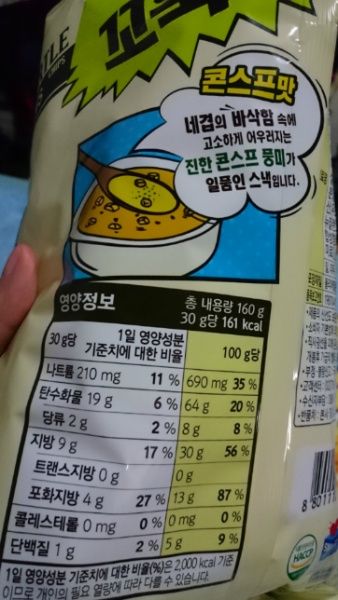 TLE
CHIPS
꼬북
콘스프맛
네겹의 바삭함 속에
고소하게 어우러지는
진한 콘스프 풍미가
일품인 스낵입니다.
영양정보
총 내용량 160 g
30 g당 161 kcal
30 g당 1일 영양성분 기준치에 대한 비율 100 g당
나트륨 210 mg 11 % 690 mg 35 %
탄수화물 19 g 6 % 64 g 20 %
당류 2 g 2 % 8 g 8 %
지방 9 g 17 % 30 g 56 %
트랜스지방 0 g 0 g
포화지방 4 g 27 % 13 g 87 %
콜레스테롤 0 mg 0 % 0 mg 0 %
단백질 1 g 2 % 5 g 9 %
1일 영양성분 기준치에 대한 비율(%)은 2,000 kcal 기준
이므로 개인의 필요 열량에 따라 다를 수 있습니다.
HACCP